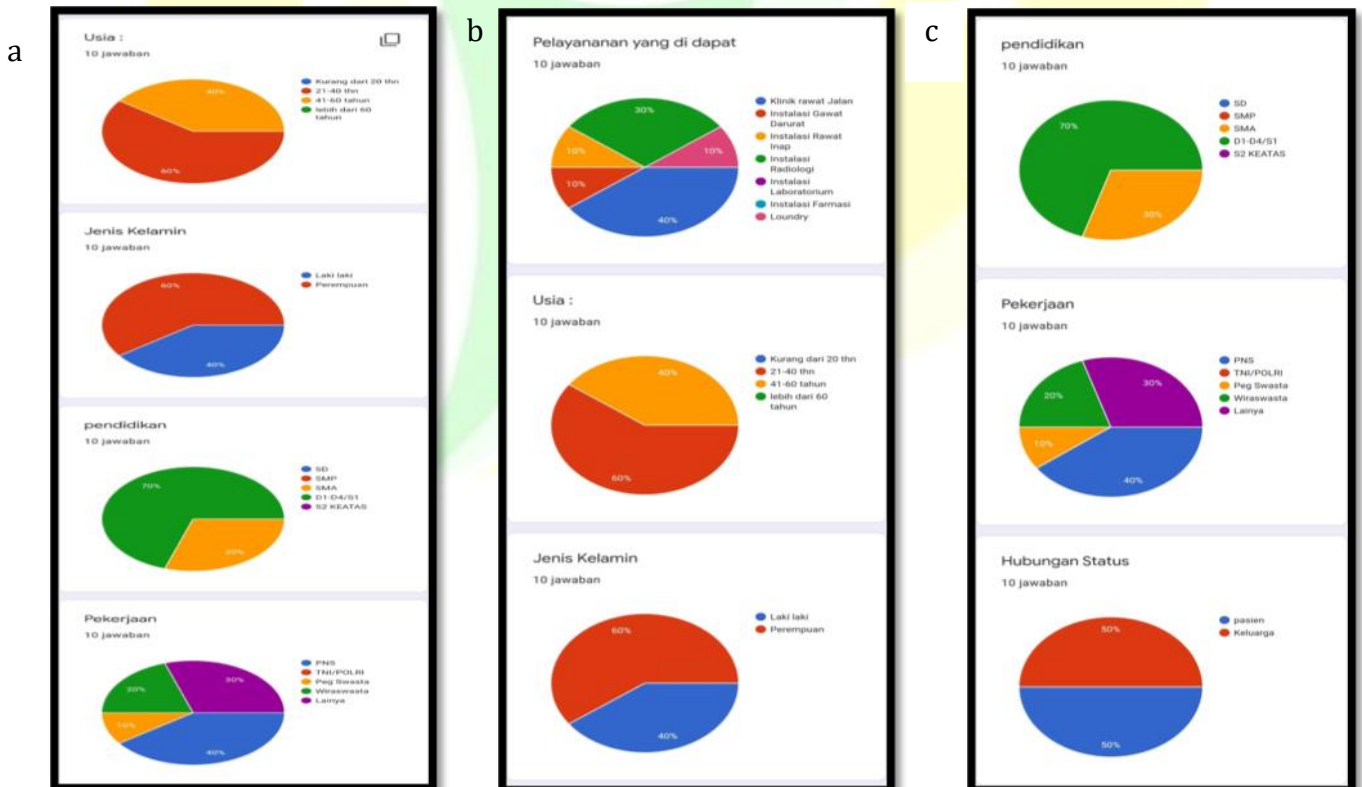 a
Usia :
10 jawaban
40%
60%
Kurang dari 20 thn
21-40 thn
41-60 tahun
lebih dari 60
tahun
Jenis Kelamin
10 jawaban
60%
40%
Laki laki
Perempuan
pendidikan
10 jawaban
70%
30%
SD
SMP
SMA
D1-D4/S1
S2 KEATAS
Pekerjaan
10 jawaban
20%
30%
10%
40%
PNS
TNI/POLRI
Peg Swasta
Wiraswasta
Lainya
b
Pelayananan yang di dapat
10 jawaban
30%
10%
10%
10%
40%
Klinik rawat Jalan
Instalasi Gawat
Darurat
Instalasi Rawat
Inap
Instalasi
Radiologi
Instalasi
Laboratorium
Instalasi Farmasi
Loundry
Usia :
10 jawaban
40%
60%
Kurang dari 20 thn
21-40 thn
41-60 tahun
lebih dari 60
tahun
Jenis Kelamin
10 jawaban
60%
40%
Laki laki
Perempuan
c
pendidikan
10 jawaban
70%
30%
SD
SMP
SMA
D1-D4/S1
S2 KEATAS
Pekerjaan
10 jawaban
20%
30%
10%
40%
PNS
TNI/POLRI
Peg Swasta
Wiraswasta
Lainya
Hubungan Status
10 jawaban
50%
50%
pasien
Keluarga